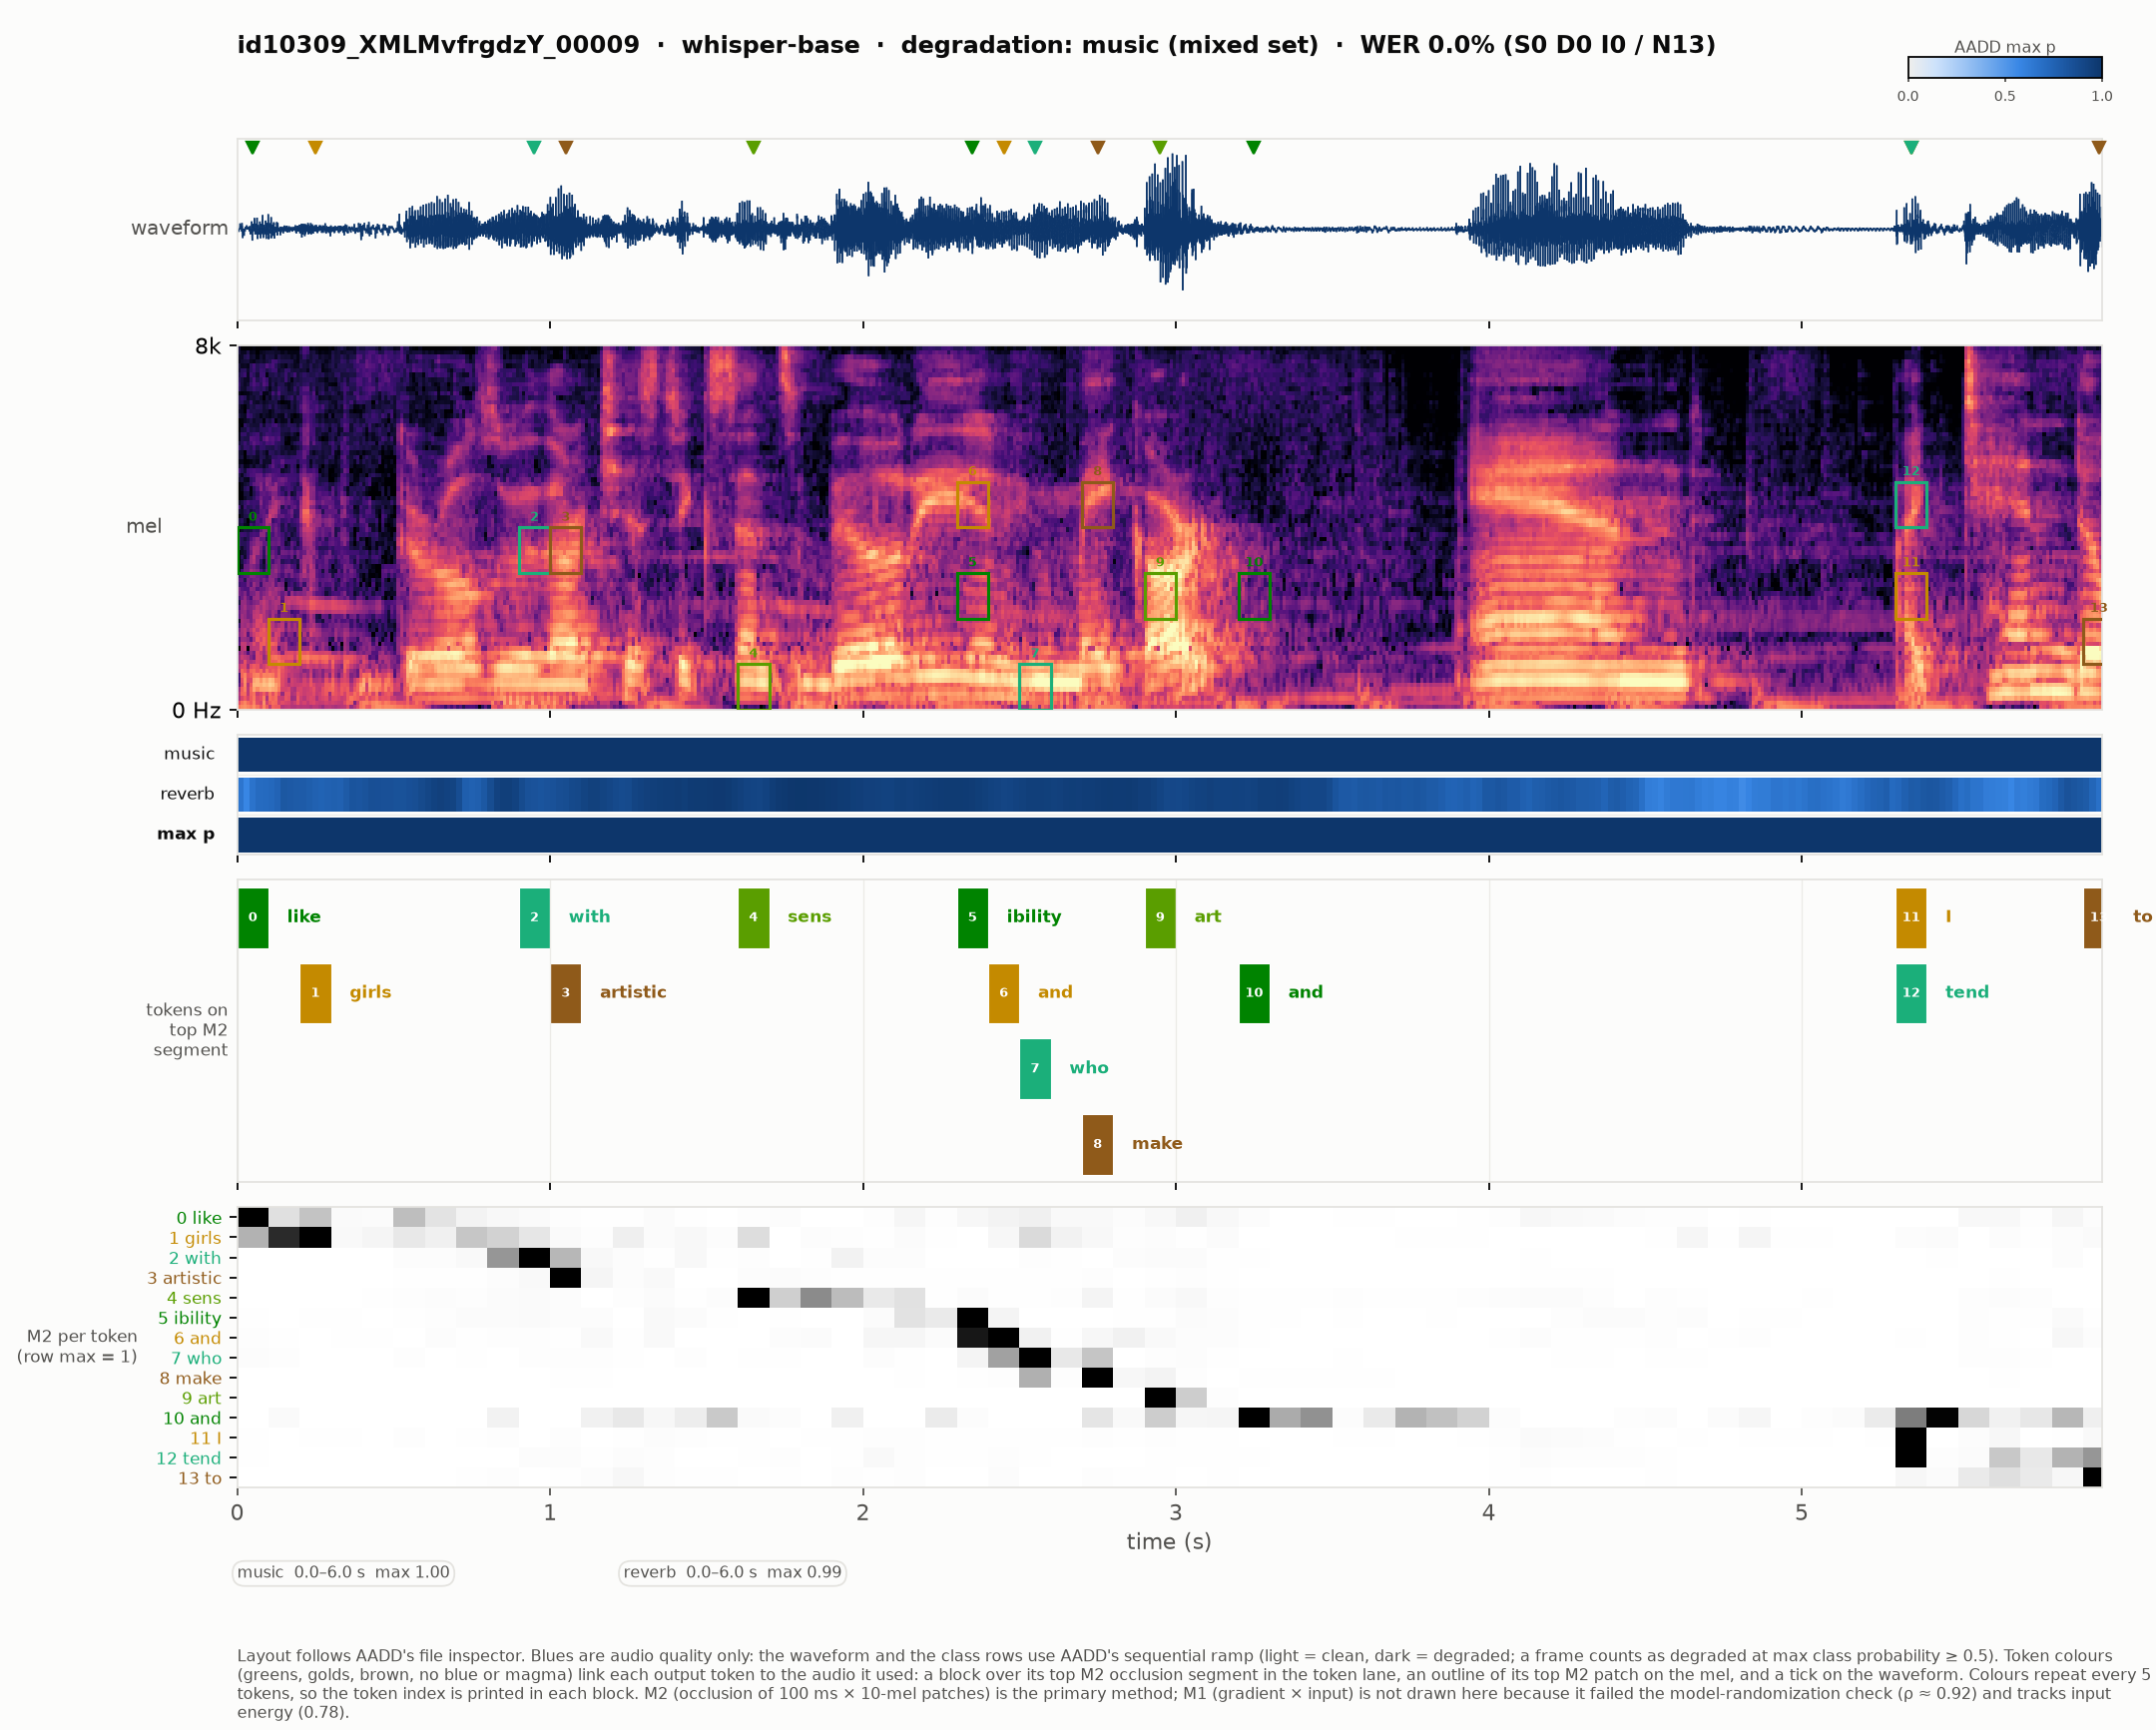 id10309_XMLMvfrgdzY_00009 · whisper-base · degradation: music (mixed set) · WER 0.0% (S0 D0 I0 / N13)
AADD max p
0.0 0.5 1.0
waveform
8k
mel
0 Hz
0
1
2
4
7
8
9
10
11
12
13
music
reverb
max p
tokens on
top M2
segment
0 like
2 with
4 sens
5 ibility
9 art
11 I
to
1 girls
3 artistic
6 and
10 and
12 tend
7 who
8 make
M2 per token
(row max = 1)
0 like
1 girls
2 with
3 artistic
4 sens
5 ibility
6 and
7 who
8 make
9 art
10 and
11 I
12 tend
13 to
0 1 2 3 4 5
time (s)
music 0.0–6.0 s max 1.00
reverb 0.0–6.0 s max 0.99
Layout follows AADD's file inspector. Blues are audio quality only: the waveform and the class rows use AADD's sequential ramp (light = clean, dark = degraded; a frame counts as degraded at max class probability ≥ 0.5). Token colours
(greens, golds, brown, no blue or magma) link each output token to the audio it used: a block over its top M2 occlusion segment in the token lane, an outline of its top M2 patch on the mel, and a tick on the waveform. Colours repeat every 5
tokens, so the token index is printed in each block. M2 (occlusion of 100 ms × 10-mel patches) is the primary method; M1 (gradient × input) is not drawn here because it failed the model-randomization check (ρ ≈ 0.92) and tracks input
energy (0.78).